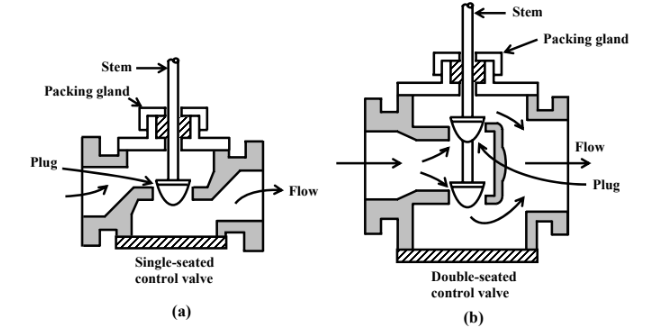 Stem
Packing gland
Plug
Flow
Single-seated
control valve
(a)
Stem
Packing gland
Flow
Plug
Double-seated
control valve
(b)